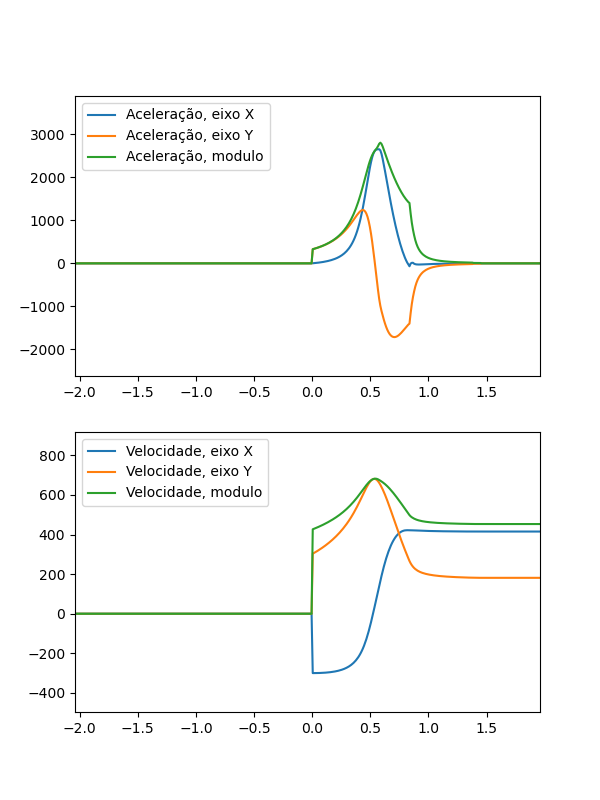 Aceleração, eixo X
Aceleração, eixo Y
Aceleração, modulo
3000
2000
1000
0
−1000
−2000
−2.0 −1.5 −1.0 −0.5 0.0 0.5 1.0 1.5
Velocidade, eixo X
Velocidade, eixo Y
Velocidade, modulo
800
600
400
200
0
−200
−400
−2.0 −1.5 −1.0 −0.5 0.0 0.5 1.0 1.5